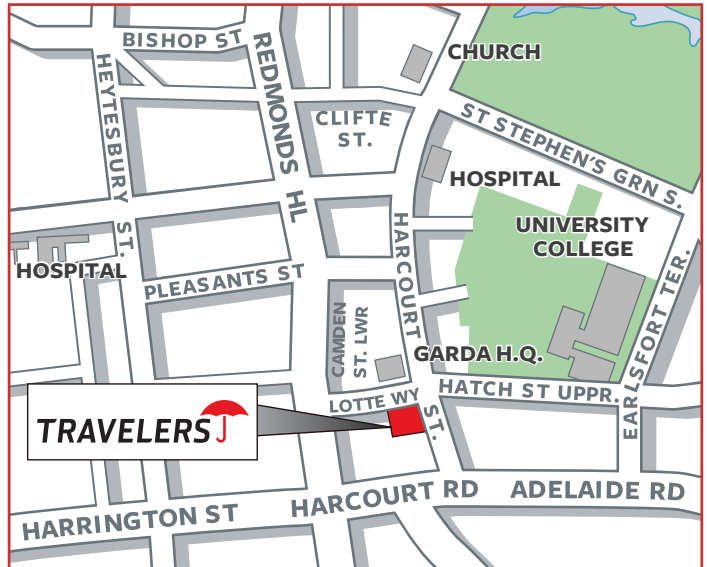 BISHOP ST
REDMONDS HL
HEYTESBURY ST.
CHURCH
CLIFTE
ST.
ST STEPHEN'S GRN S.
HOSPITAL
UNIVERSITY
COLLEGE
HARCOURT ST.
HOSPITAL
PLEASANTS ST
CAMDEN
ST. LWR
GARDA H.Q.
EARLSFORT TER.
HATCH ST UPPR.
LOTTE WY
TRAVELERS
HARRINGTON ST
HARCOURT RD
ADELAIDE RD